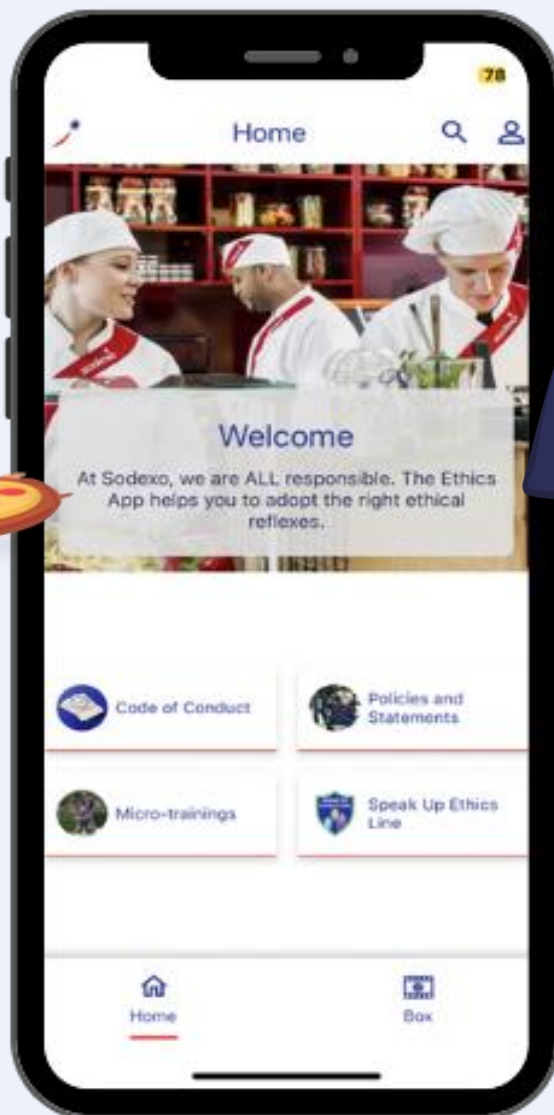 78
Home
Welcome
At Sodexo, we are ALL responsible. The Ethics
App helps you to adopt the right ethical
reflexes.
Code of Conduct
Policies and
Statements
Micro-trainings
Speak Up Ethics
Line
Home
Box